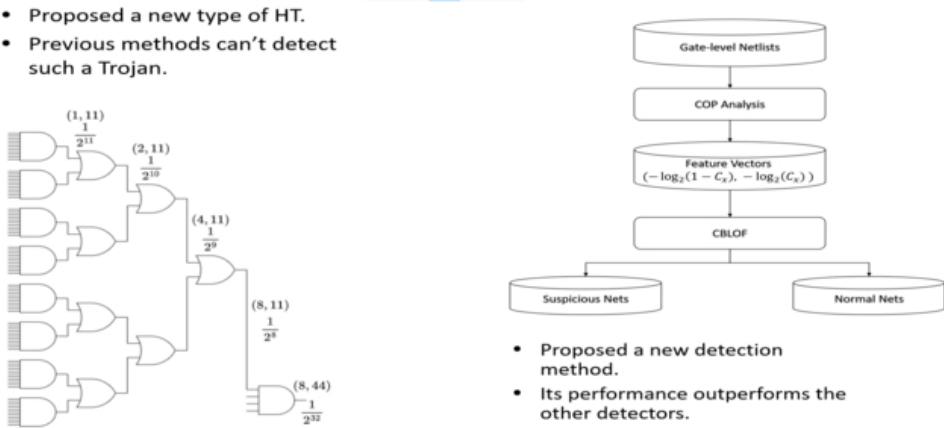 • Proposed a new type of HT.
• Previous methods can't detect
such a Trojan.
(1, 11)
1
2^11
(2, 11)
1
2^10
(4, 11)
1
2^9
(8, 11)
1
2^8
(8, 44)
1
2^32
Gate-level Netlists
COP Analysis
Feature Vectors
(−log₂(1 − Cₓ), −log₂(Cₓ) )
CBLOF
Suspicious Nets
Normal Nets
• Proposed a new detection
method.
• Its performance outperforms the
other detectors.